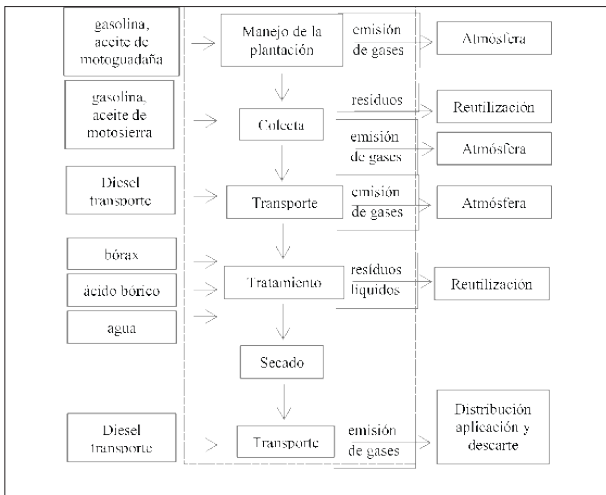 gasolina,
aceite de
motoguadaña
Manejo de la
plantación
emisión
de gases
Atmósfera
gasolina,
aceite de
motosierra
Colecta
resíduos
Reutilización
emisión
de gases
Atmósfera
Diesel
transporte
Transporte
emisión
de gases
Atmósfera
bórax
ácido bórico
agua
Tratamiento
resíduos
líquidos
Reutilización
Secado
Diesel
transporte
Transporte
emisión
de gases
Distribución
aplicación y
descarte